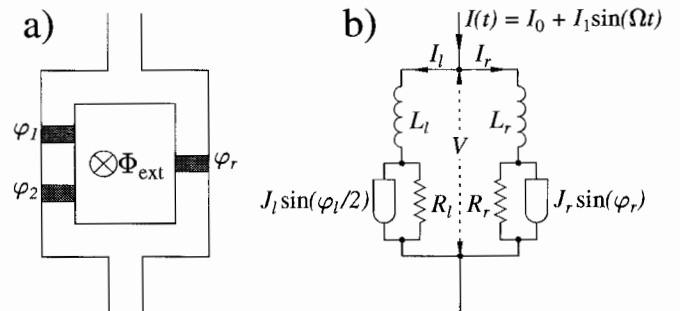 a)
φ₁
φ₂
Φext
φr
b)
I(t) = I₀ + I₁sin(Ωt)
Iₗ Iᵣ
Lₗ Lᵣ
V
Jₗ sin(φₗ/2) Rₗ Rᵣ Jᵣ sin(φᵣ)